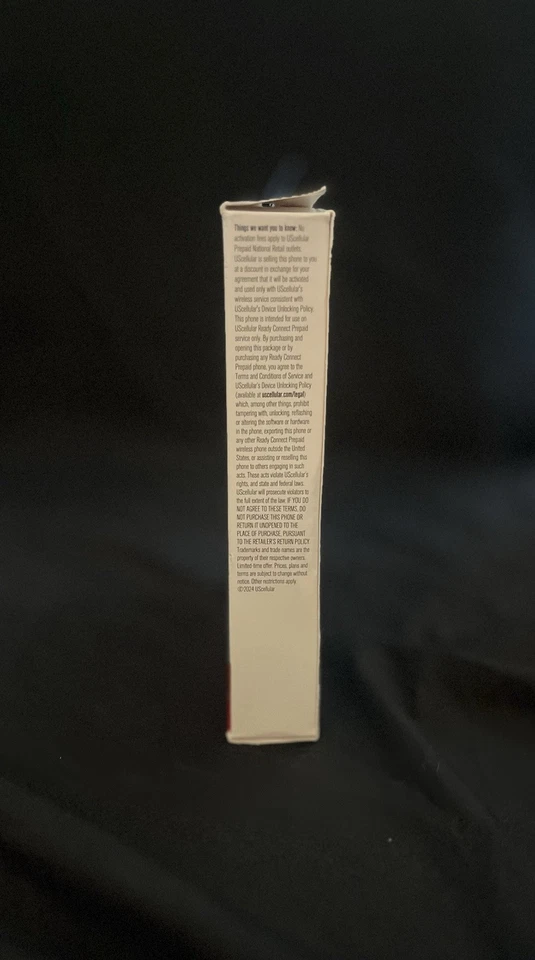 Things we want you to know: No
activation fees apply to UScellular
Prepaid National Retail outlets.
UScellular is selling this phone to you
at a discount in exchange for your
agreement that it will be activated
and used only with UScellular's
wireless service consistent with
UScellular's Device Unlocking Policy.
This phone is intended for use on
UScellular Ready Connect Prepaid
service only. By purchasing and
opening this package or by
purchasing any Ready Connect
Prepaid phone, you agree to the
Terms and Conditions of Service and
UScellular's Device Unlocking Policy
(available at uscellular.com/legal)
which, among other things, prohibit
tampering with, unlocking, reflashing
or altering the software or hardware
in the phone, exporting this phone or
any other Ready Connect Prepaid
wireless phone outside the United
States, or assisting or reselling this
phone to others engaging in such
acts. These acts violate UScellular's
rights, and state and federal laws.
UScellular will prosecute violators to
the full extent of the law. IF YOU DO
NOT AGREE TO THESE TERMS, DO
NOT PURCHASE THIS PHONE OR
RETURN IT UNOPENED TO THE
PLACE OF PURCHASE, PURSUANT
TO THE RETAILER'S RETURN POLICY.
Trademarks and trade names are the
property of their respective owners.
Limited time offer. Prices, plans and
terms are subject to change without
notice. Other restrictions apply.
©2024 UScellular